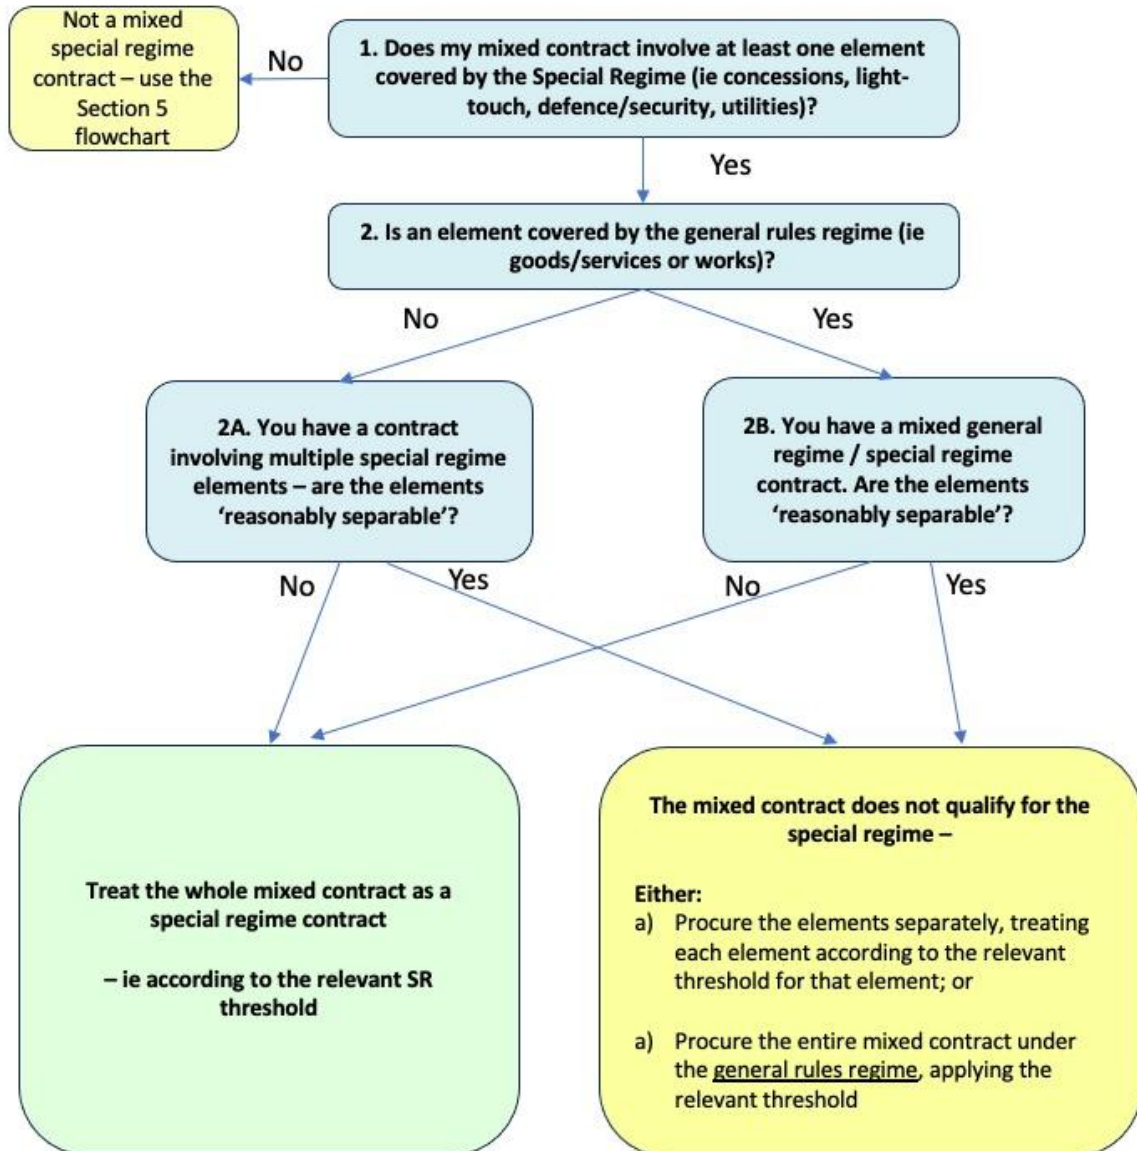 Not a mixed
special regime
contract – use the
Section 5
flowchart
No
1. Does my mixed contract involve at least one element
covered by the Special Regime (ie concessions, light-
touch, defence/security, utilities)?
Yes
2. Is an element covered by the general rules regime (ie
goods/services or works)?
No
Yes
2A. You have a contract
involving multiple special regime
elements – are the elements
‘reasonably separable’?
2B. You have a mixed general
regime / special regime
contract. Are the elements
‘reasonably separable’?
No
Yes
No
Yes
Treat the whole mixed contract as a
special regime contract
– ie according to the relevant SR
threshold
The mixed contract does not qualify for the
special regime –
Either:
a) Procure the elements separately, treating
each element according to the relevant
threshold for that element; or
a) Procure the entire mixed contract under
the general rules regime, applying the
relevant threshold